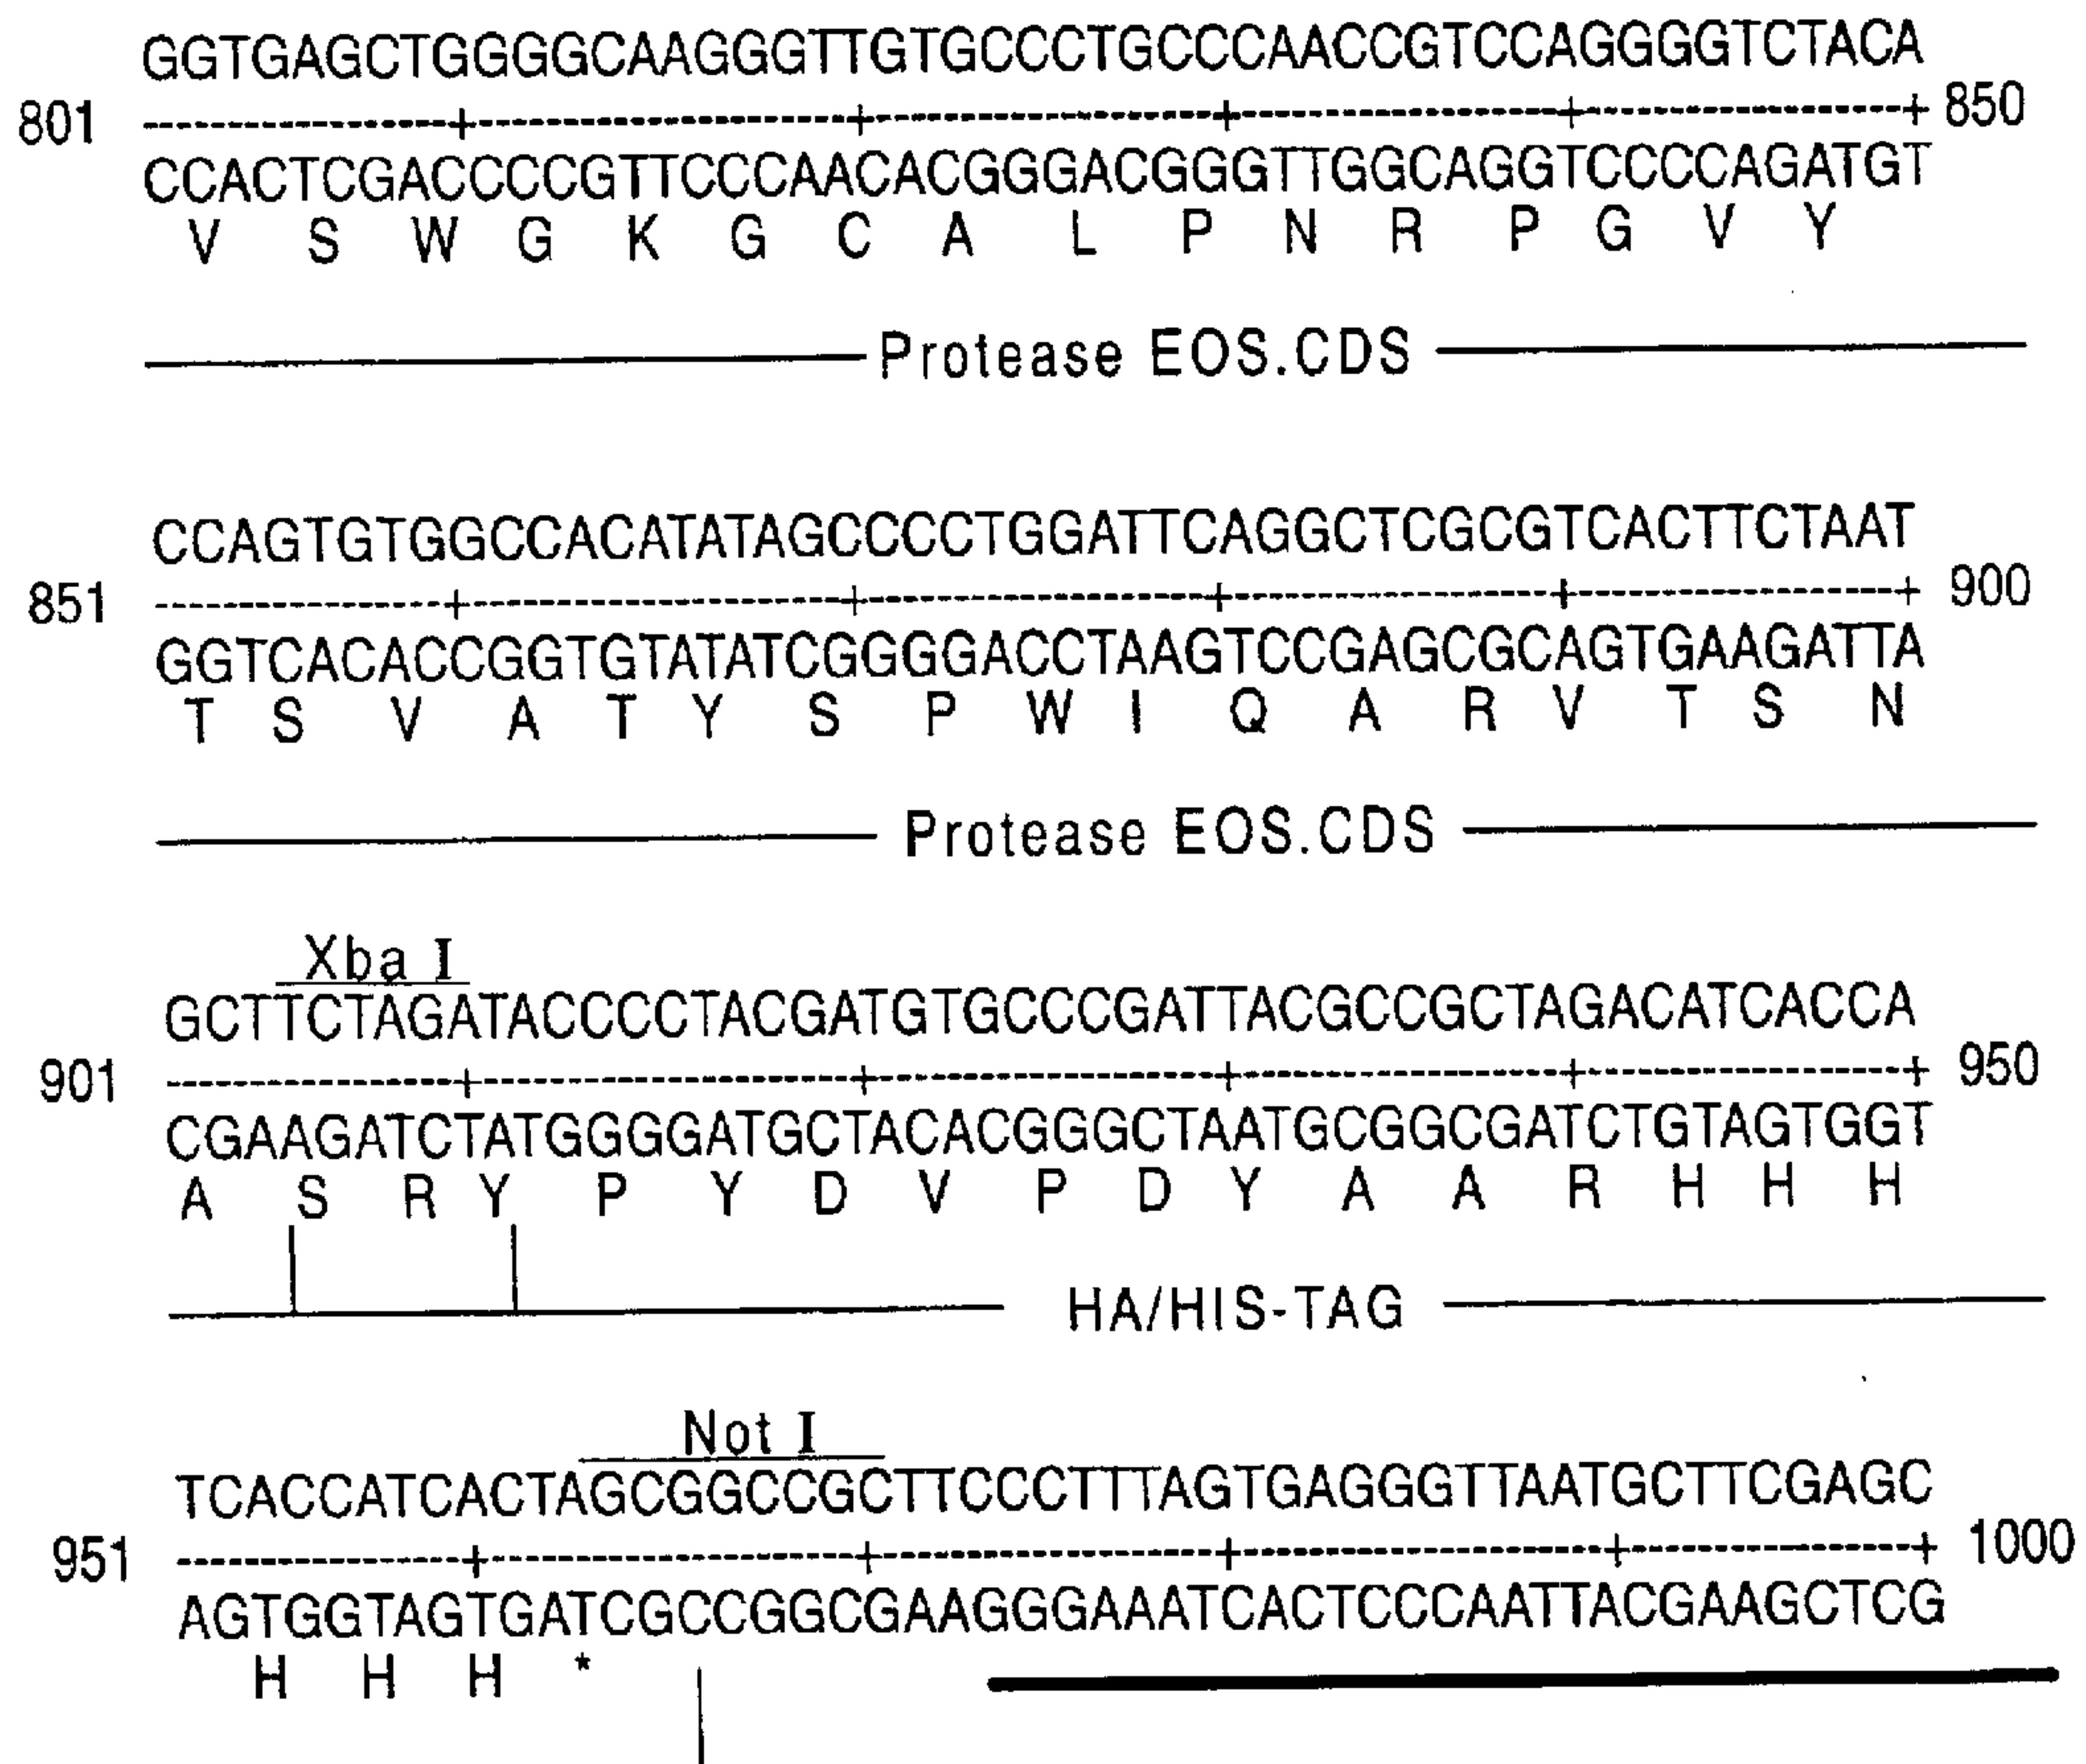 GGTGAGCTGGGGCAAGGGTTGTGCCCTGCCCAACCGTCCAGGGGTCTACA
801 ---------+---------+---------+---------+---------+ 850
CCACTCGACCCCGTTCCCAACACGGGACGGGTTGGCAGGTCCCCAGATGT
V S W G K G C A L P N R P G V Y
Protease EOS.CDS
CCAGTGTGGCCACATATAGCCCCTGGATTCAGGCTCGCGTCACTTCTAAT
851 ---------+---------+---------+---------+---------+ 900
GGTCACACCGGTGTATATCGGGGACCTAAGTCCGAGCGCAGTGAAGATTA
T S V A T Y S P W I Q A R V T S N
Protease EOS.CDS
Xba I
GCTTCTAGATACCCCTACGATGTGCCCGATTACGCCGCTAGACATCACCA
901 ---------+---------+---------+---------+---------+ 950
CGAAGATCTATGGGGATGCTACACGGGCTAATGCGGCGATCTGTAGTGGT
A S R Y P Y D V P D Y A A R H H H
HA/HIS-TAG
Not I
TCACCATCACTAGCGGCCGCTTCCCTTTAGTGAGGGTTAATGCTTCGAGC
951 ---------+---------+---------+---------+---------+ 1000
AGTGGTAGTGATCGCCGGCGAAGGGAAATCACTCCCAATTACGAAGCTCG
H H H *